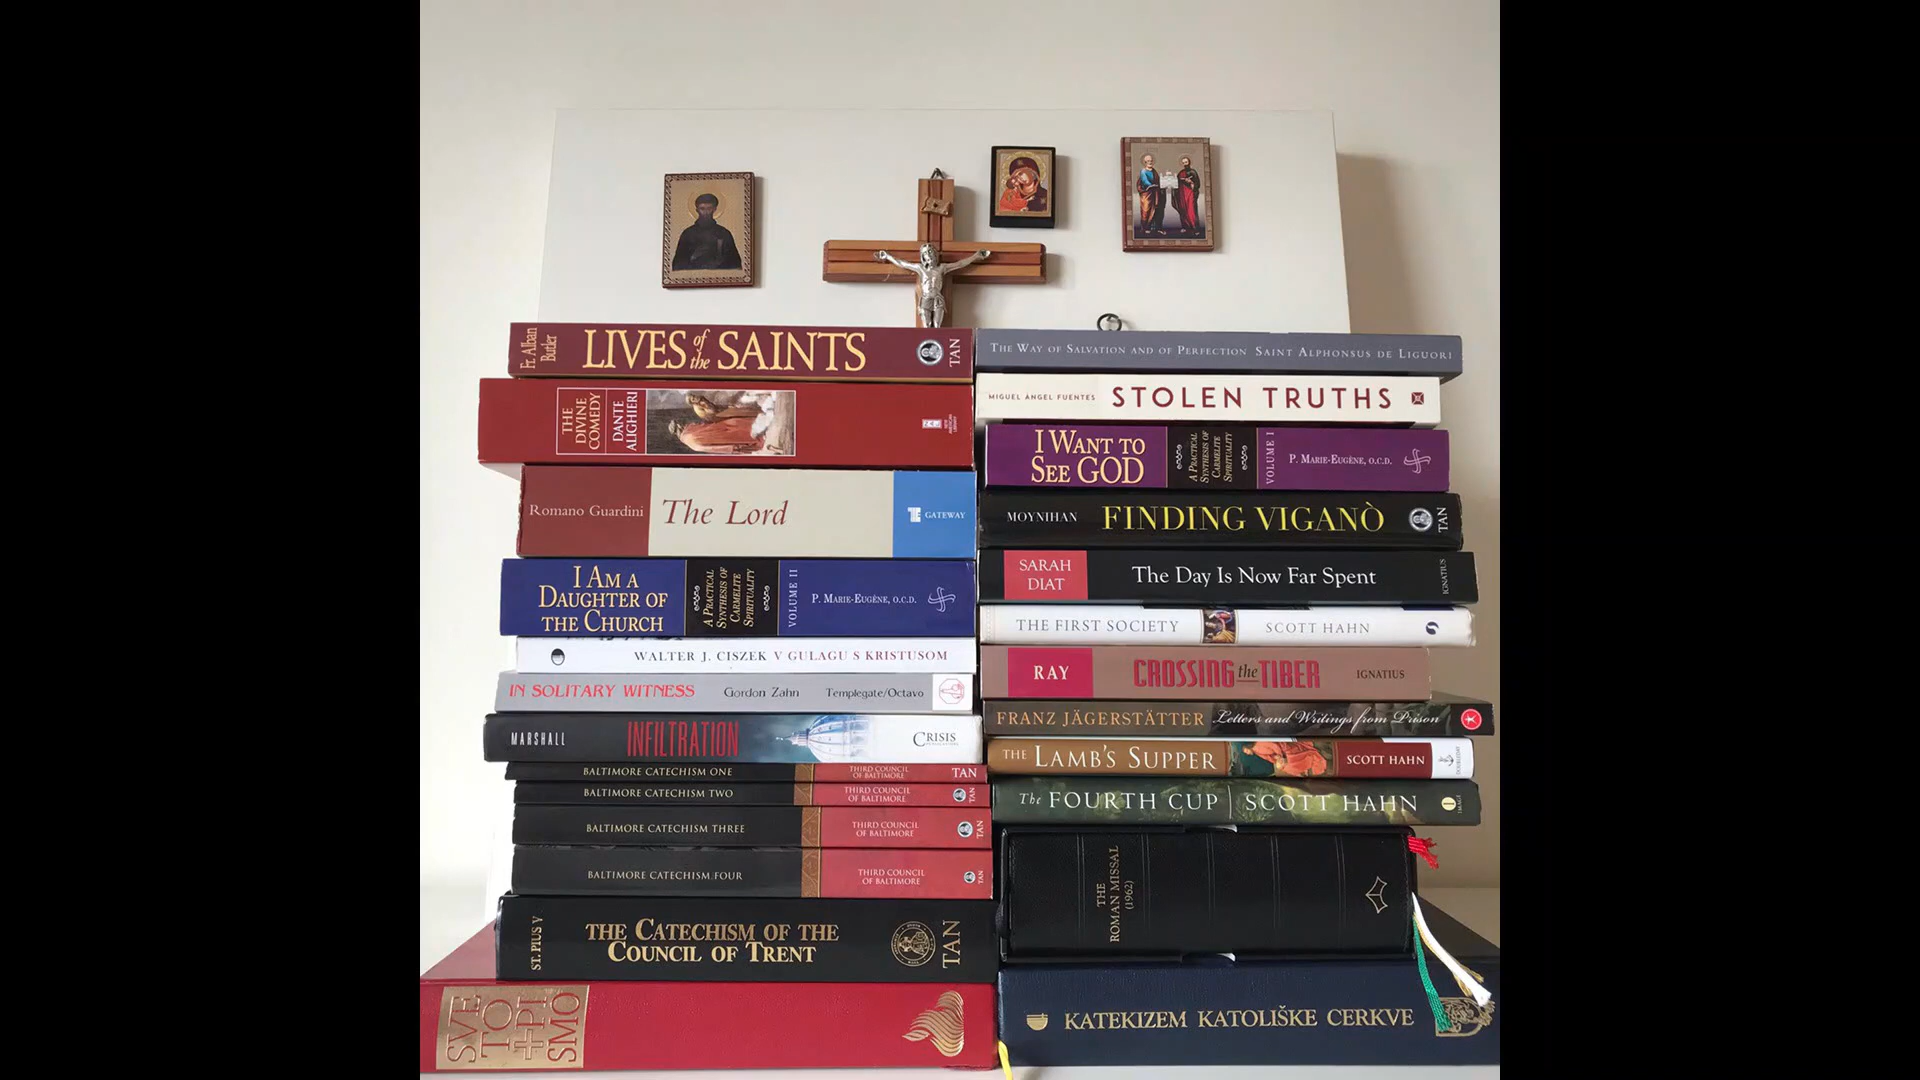 Fr. Alban
Butler
LIVES of the SAINTS
TAN
THE
DIVINE
COMEDY
DANTE
ALIGHIERI
Romano Guardini
The Lord
GATEWAY
I AM A
DAUGHTER OF
THE CHURCH
A PRACTICAL
SYNTHESIS OF
CARMELITE
SPIRITUALITY
VOLUME II
P. MARIE-EUGÈNE, O.C.D.
WALTER J. CISZEK V GULAGU S KRISTUSOM
IN SOLITARY WITNESS
Gordon Zahn
Templegate/Octavo
MARSHALL
INFILTRATION
CRISIS
BALTIMORE CATECHISM ONE
THIRD COUNCIL
OF BALTIMORE
TAN
BALTIMORE CATECHISM TWO
THIRD COUNCIL
OF BALTIMORE
TAN
BALTIMORE CATECHISM THREE
THIRD COUNCIL
OF BALTIMORE
TAN
BALTIMORE CATECHISM FOUR
THIRD COUNCIL
OF BALTIMORE
TAN
ST. PIUS V
THE CATECHISM OF THE
COUNCIL OF TRENT
TAN
SVE
TO
PI
SMO
THE WAY OF SALVATION AND OF PERFECTION SAINT ALPHONSUS DE LIGUORI
MIGUEL ÁNGEL FUENTES
STOLEN TRUTHS
I WANT TO
SEE GOD
A PRACTICAL
SYNTHESIS OF
CARMELITE
SPIRITUALITY
VOLUME I
P. MARIE-EUGÈNE, O.C.D.
MOYNIHAN
FINDING VIGANÒ
TAN
SARAH
DIAT
The Day Is Now Far Spent
IGNATIUS
THE FIRST SOCIETY
SCOTT HAHN
RAY
CROSSING the TIBER
IGNATIUS
FRANZ JÄGERSTÄTTER
Letters and Writings from Prison
THE LAMB'S SUPPER
SCOTT HAHN
DOUBLEDAY
The FOURTH CUP
SCOTT HAHN
IMAGE
THE
ROMAN MISSAL
(1962)
KATEKIZEM KATOLIŠKE CERKVE